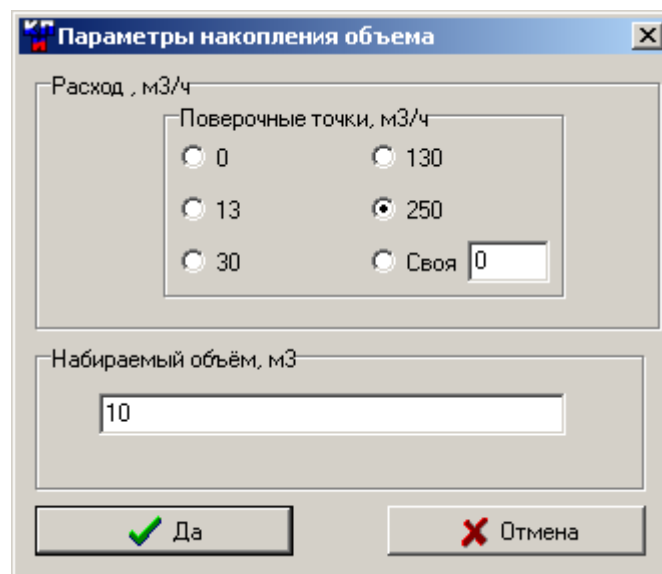 КП
И
Параметры накопления объема
Расход , м3/ч
Поверочные точки, м3/ч
0
130
13
250
30
Своя 0
Набираемый объём, м3
10
Да
Отмена